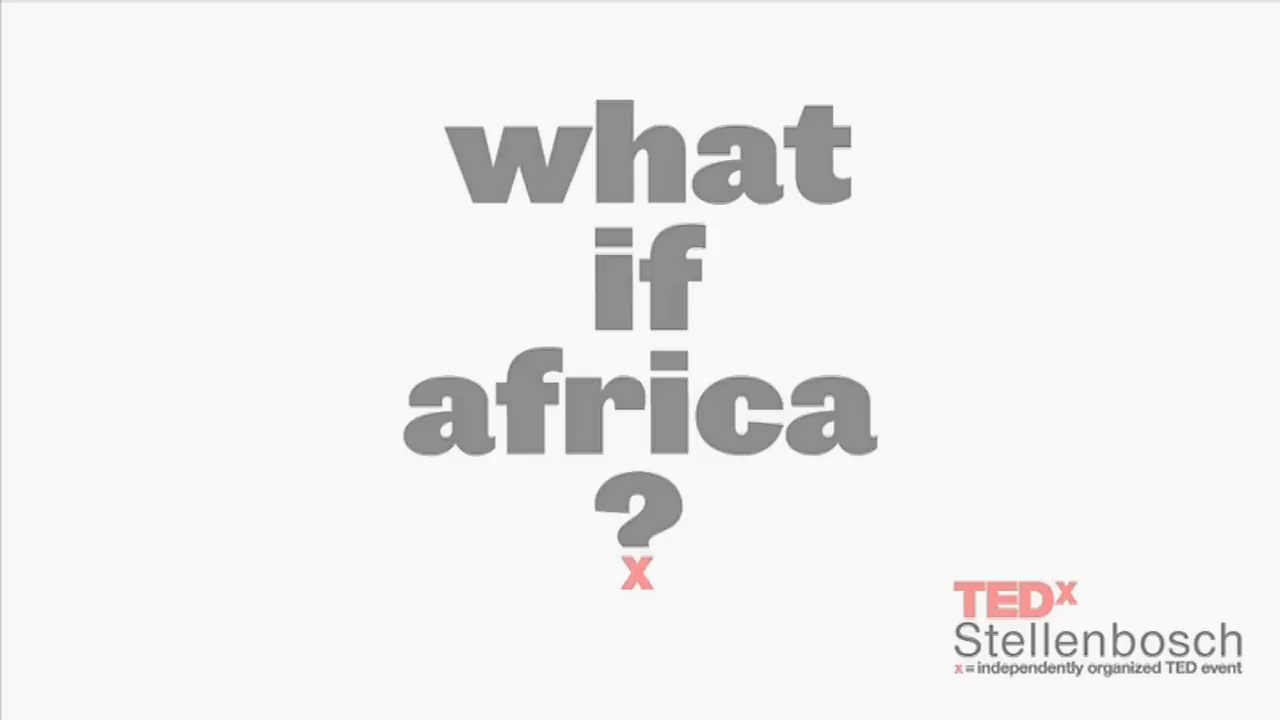 what
if
africa
?
x
TEDx
Stellenbosch
x = independently organized TED event